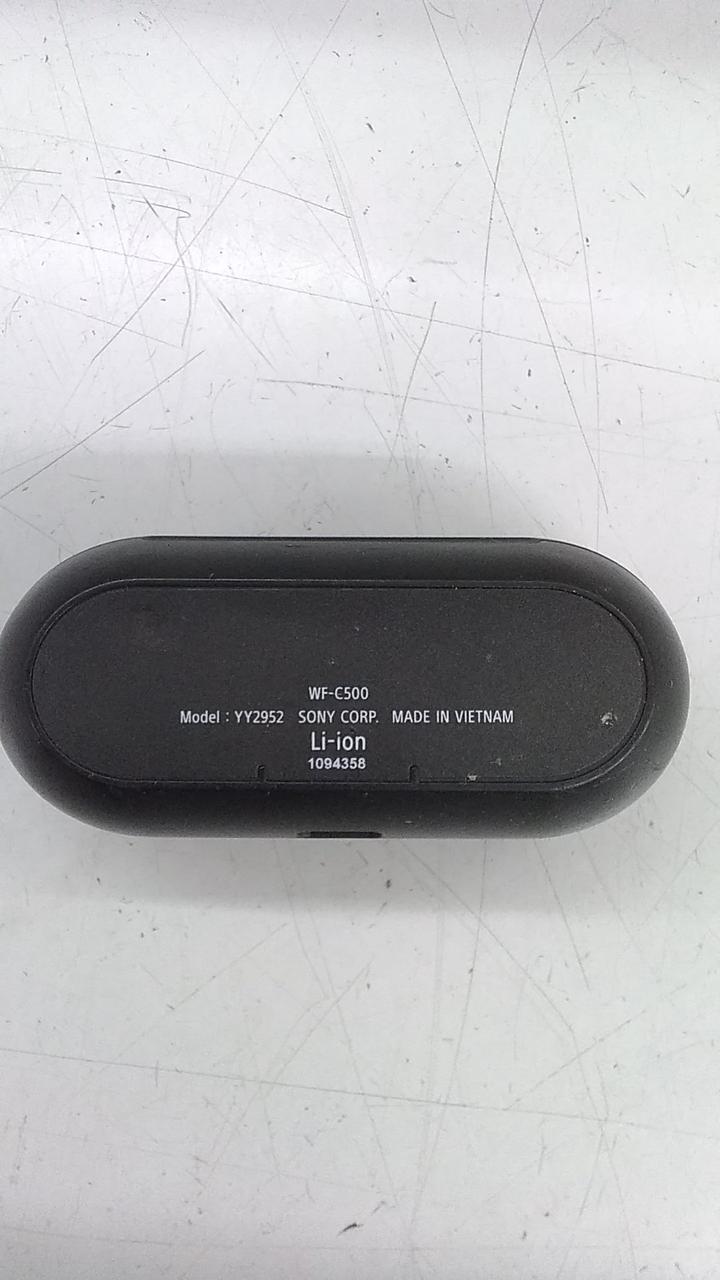 WF-C500
Model : YY2952 SONY CORP. MADE IN VIETNAM
Li-ion
1094358